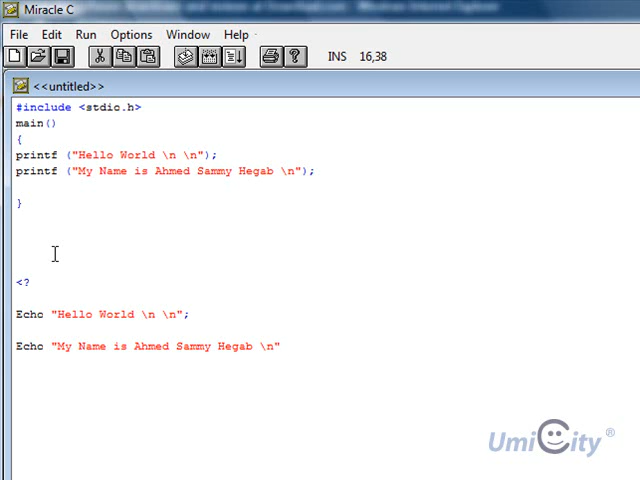 Miracle C
File Edit Run Options Window Help
INS 16,38
<<untitled>>
#include <stdio.h>
main()
{
printf ("Hello World \n \n");
printf ("My Name is Ahmed Sammy Hegab \n");
}
<?
Echo "Hello World \n \n";
Echo "My Name is Ahmed Sammy Hegab \n"
UmiCity ®